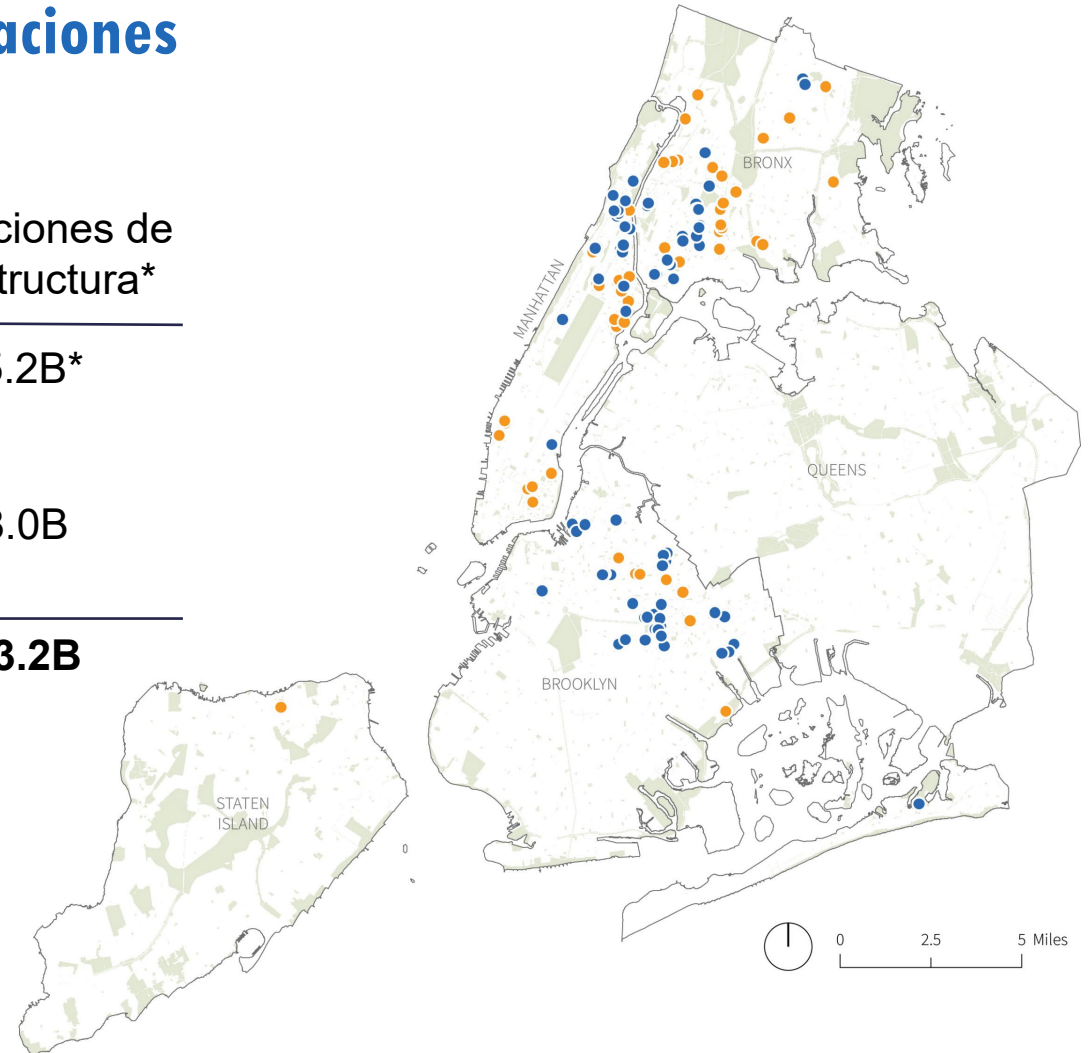 aciones
ciones de
tructura*
.2B*
3.0B
3.2B
BRONX
MANHATTAN
QUEENS
BROOKLYN
STATEN
ISLAND
0 2.5 5 Miles